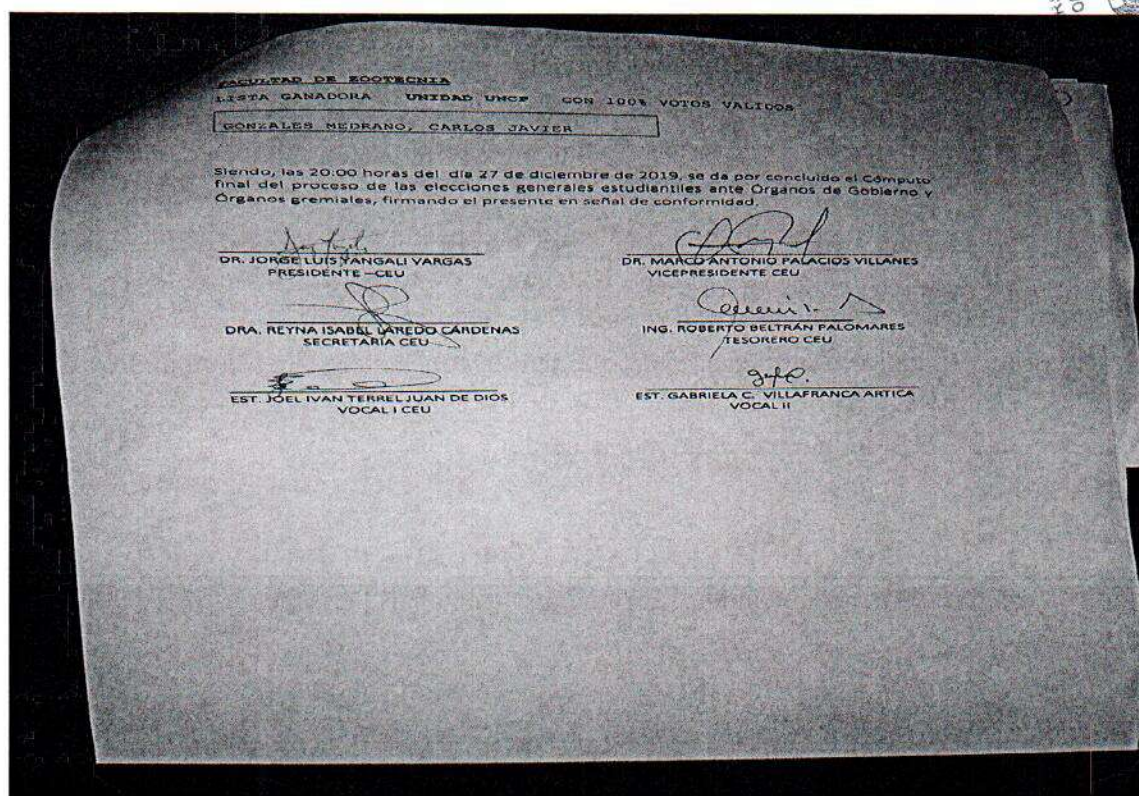 FACULTAD DE ZOOTECNIA
LISTA GANADORA UNIDAD UNCP CON 100% VOTOS VALIDOS
GONZALES MEDRANO, CARLOS JAVIER
Siendo, las 20:00 horas del día 27 de diciembre de 2019, se da por concluido el Cómputo
final del proceso de las elecciones generales estudiantiles ante Órganos de Gobierno y
Órganos gremiales, firmando el presente en señal de conformidad.
DR. JORGE LUIS YANGALI VARGAS
PRESIDENTE –CEU
DR. MARCO ANTONIO PALACIOS VILLANES
VICEPRESIDENTE CEU
DRA. REYNA ISABEL LAREDO CÁRDENAS
SECRETARIA CEU
ING. ROBERTO BELTRÁN PALOMARES
TESORERO CEU
EST. JOEL IVAN TERREL JUAN DE DIOS
VOCAL I CEU
EST. GABRIELA C. VILLAFRANCA ARTICA
VOCAL II